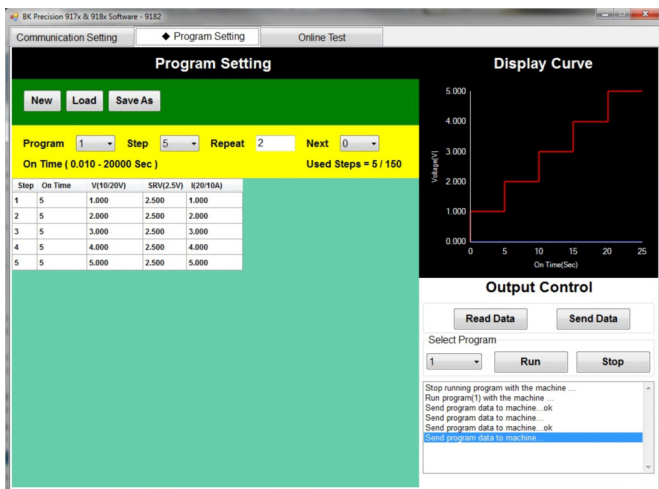 BK Precision 917x & 918x Software - 9182
Communication Setting
◆ Program Setting
Online Test
Program Setting
New
Load
Save As
Program 1 Step 5 Repeat 2 Next 0
On Time ( 0.010 - 20000 Sec ) Used Steps = 5 / 150
Step On Time V(10/20V) SRV(2.5V) I(20/10A)
1 5 1.000 2.500 1.000
2 5 2.000 2.500 2.000
3 5 3.000 2.500 3.000
4 5 4.000 2.500 4.000
5 5 5.000 2.500 5.000
Display Curve
5.000
4.000
3.000
2.000
1.000
0.000
Voltage[V]
0 5 10 15 20 25
On Time(Sec)
Output Control
Read Data
Send Data
Select Program
1
Run
Stop
Stop running program with the machine ...
Run program(1) with the machine ...
Send program data to machine...ok
Send program data to machine...
Send program data to machine...ok
Send program data to machine...